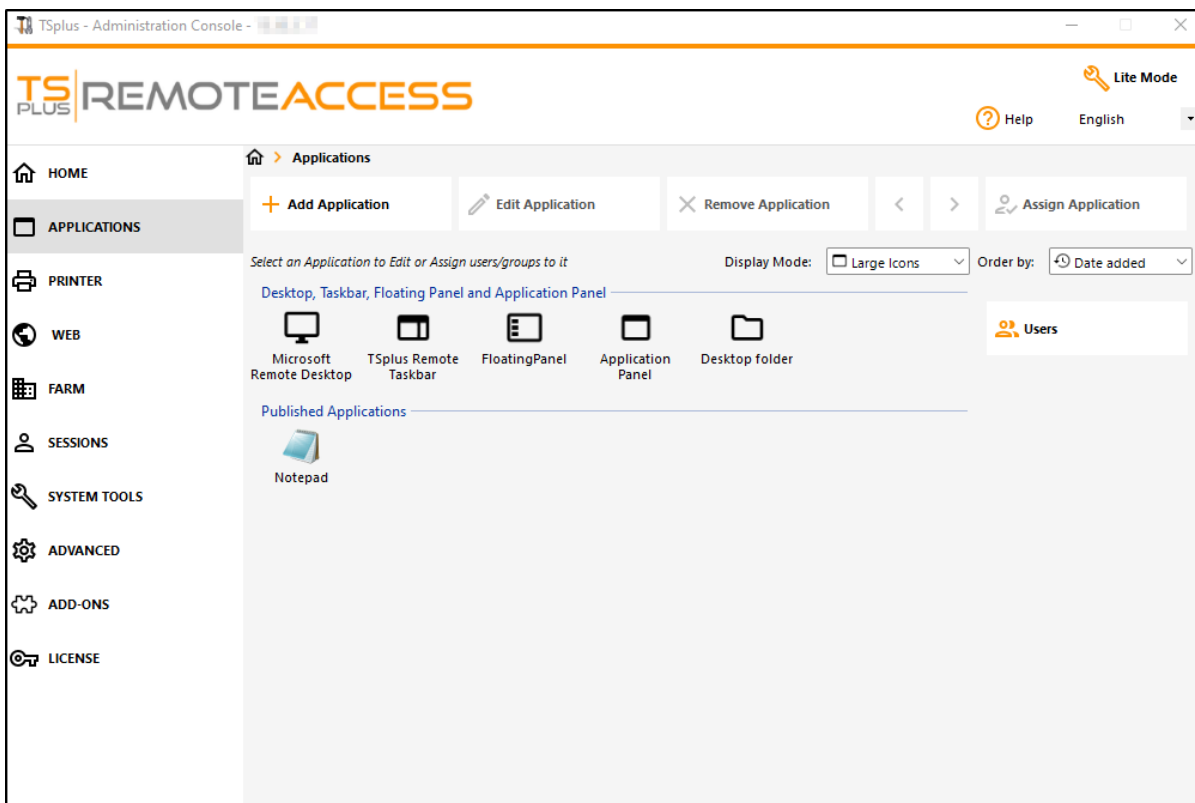 TSplus - Administration Console -
TS PLUS REMOTEACCESS
Lite Mode
Help
English
HOME
APPLICATIONS
PRINTER
WEB
FARM
SESSIONS
SYSTEM TOOLS
ADVANCED
ADD-ONS
LICENSE
Applications
Add Application
Edit Application
Remove Application
Assign Application
Select an Application to Edit or Assign users/groups to it
Display Mode:
Large Icons
Order by:
Date added
Desktop, Taskbar, Floating Panel and Application Panel
Microsoft
Remote Desktop
TSplus Remote
Taskbar
FloatingPanel
Application
Panel
Desktop folder
Users
Published Applications
Notepad